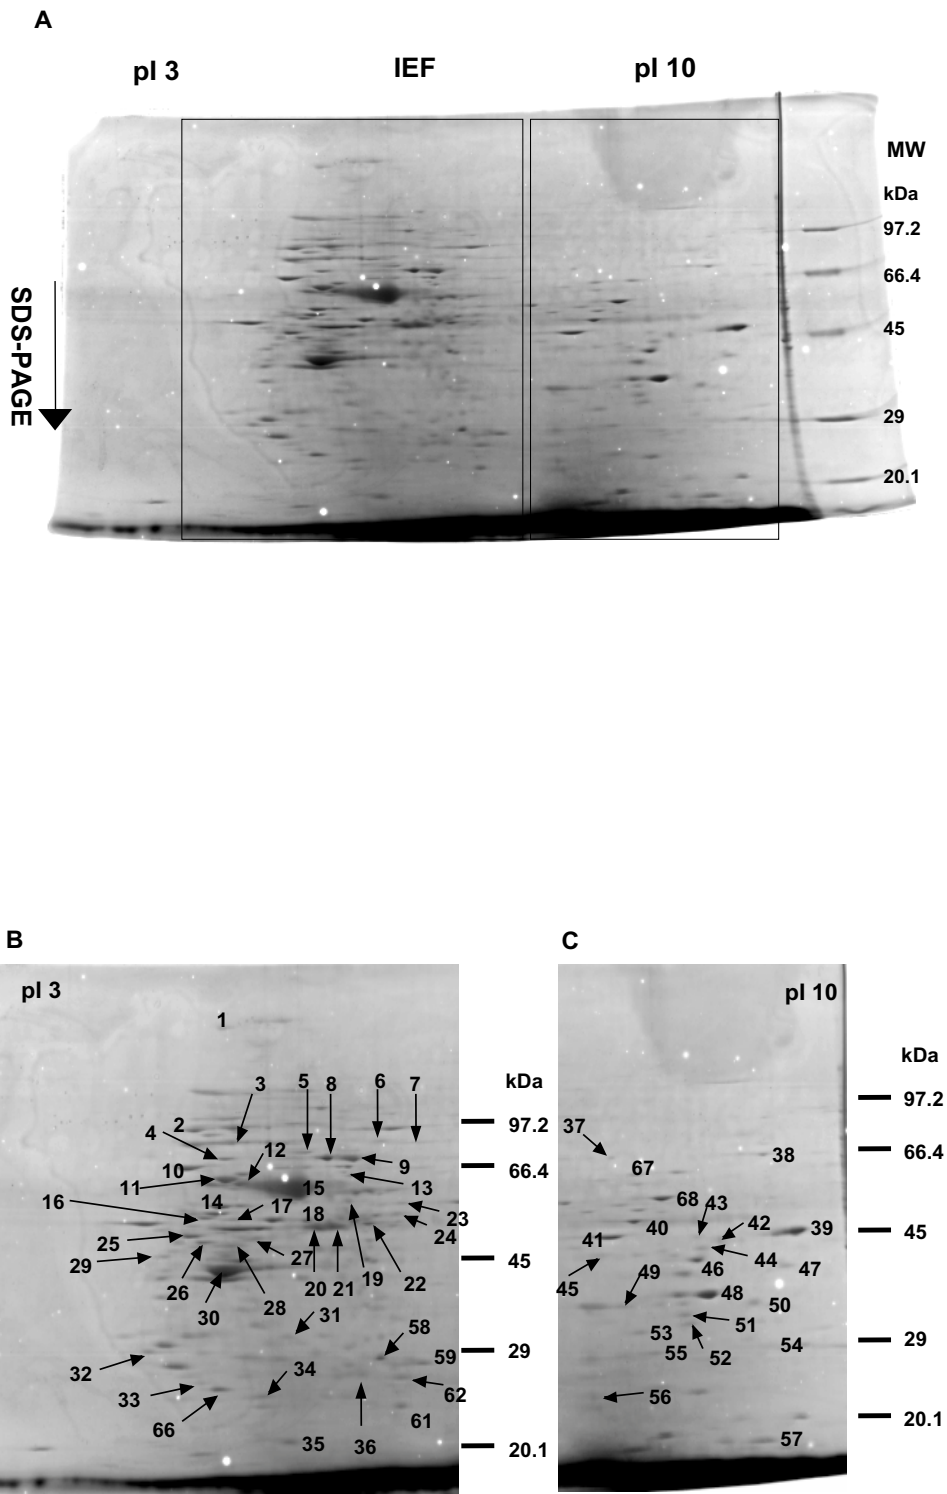 A
pI 3 IEF pI 10
MW
kDa
97.2
66.4
45
29
20.1
SDS-PAGE
B
pI 3
1
3 5 8 6 7
kDa
2 97.2
4 12
10 9 66.4
11 15 13
16 14 17
18 23
25 24
29 27 45
26 28 20 21 19 22
30
31
58
29
32 34 59
33 62
66 61
35 36 20.1
C
pI 10
kDa
97.2
37
67 38 66.4
68 43
41 40 42 39 45
44
45 49 46 47
48 50
51
53 54 29
55 52
56
20.1
57